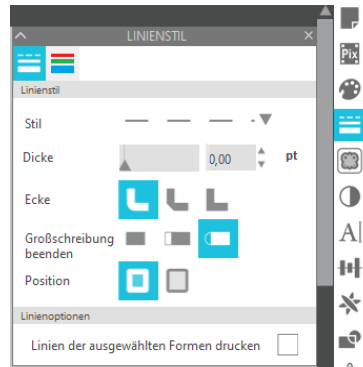 LINIENSTIL
Pix
Linienstil
Stil
Dicke 0,00 pt
Ecke
A
Großschreibung
beenden
Position
Linienoptionen
Linien der ausgewählten Formen drucken